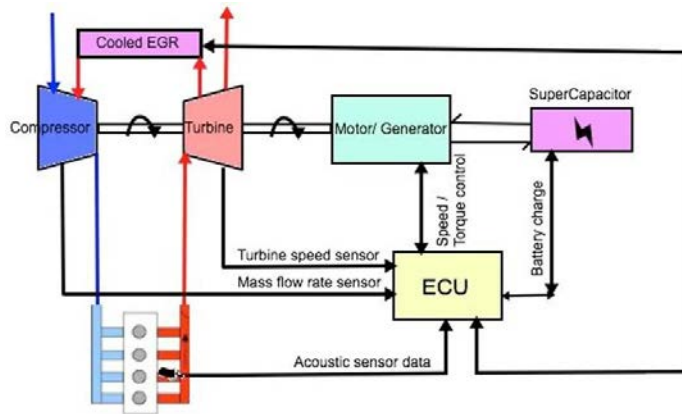 Cooled EGR
SuperCapacitor
Compressor
Turbine
Motor/ Generator
Speed /
Torque control
Battery charge
Turbine speed sensor
Mass flow rate sensor
ECU
Acoustic sensor data